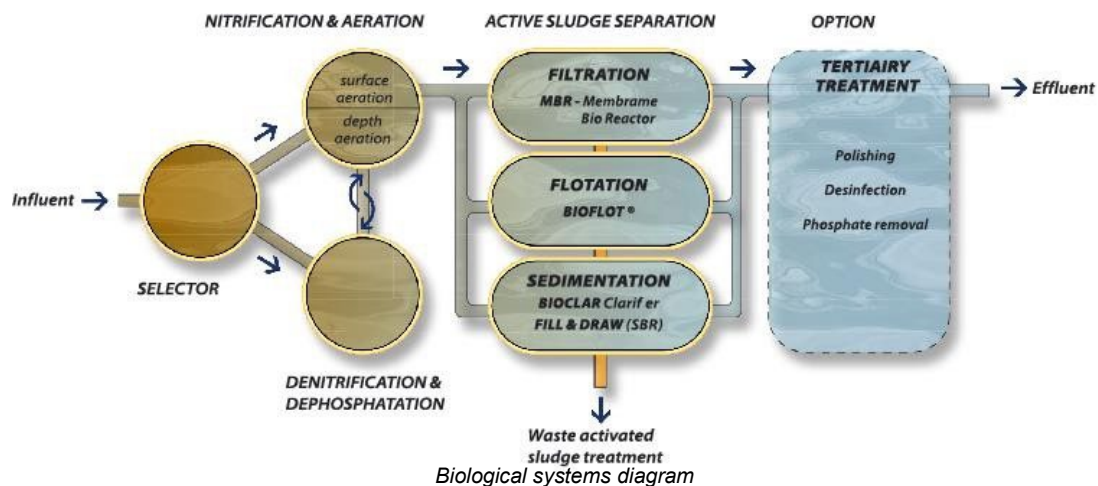 NITRIFICATION & AERATION
ACTIVE SLUDGE SEPARATION
OPTION
surface
aeration
depth
aeration
FILTRATION
MBR - Membrane
Bio Reactor
TERTIAIRY
TREATMENT
Effluent
Polishing
Desinfection
Phosphate removal
Influent
FLOTATION
BIOFLOT ®
SELECTOR
SEDIMENTATION
BIOCLAR Clarif er
FILL & DRAW (SBR)
DENITRIFICATION &
DEPHOSPHATATION
Waste activated
sludge treatment
Biological systems diagram